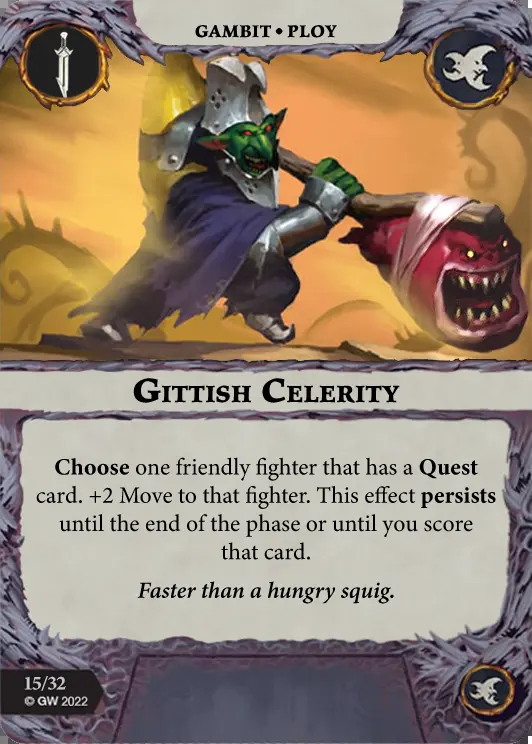 GAMBIT • PLOY
GITTISH CELERITY
Choose one friendly fighter that has a Quest
card. +2 Move to that fighter. This effect persists
until the end of the phase or until you score
that card.
Faster than a hungry squig.
15/32
© GW 2022